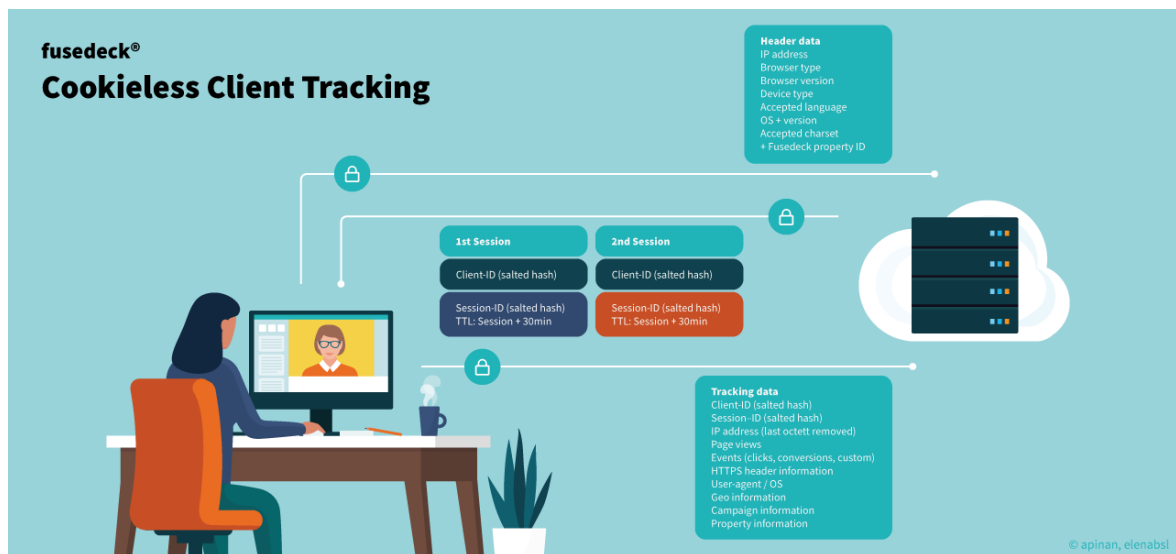 fusedeck®
Cookieless Client Tracking
Header data
IP address
Browser type
Browser version
Device type
Accepted language
OS + version
Accepted charset
+ Fusedeck property ID
1st Session
Client-ID (salted hash)
Session-ID (salted hash)
TTL: Session + 30min
2nd Session
Client-ID (salted hash)
Session-ID (salted hash)
TTL: Session + 30min
Tracking data
Client-ID (salted hash)
Session-ID (salted hash)
IP address (last octett removed)
Page views
Events (clicks, conversions, custom)
HTTPS header information
User-agent / OS
Geo information
Campaign information
Property information
© apinan, elenabsl